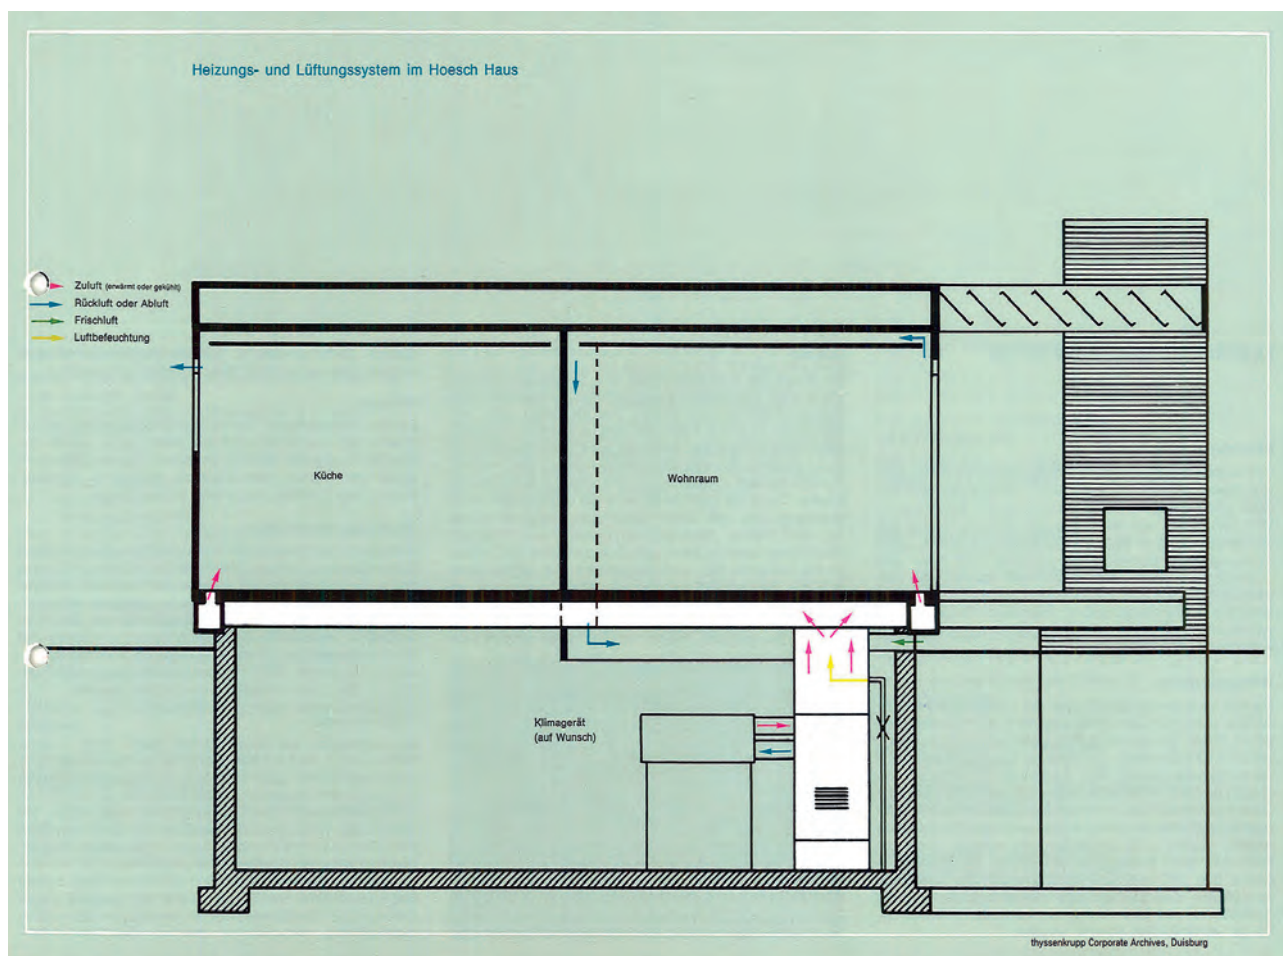 Heizungs- und Lüftungssystem im Hoesch Haus
Zuluft (erwärmt oder gekühlt)
Rückluft oder Abluft
Frischluft
Luftbefeuchtung
Küche
Wohnraum
Klimagerät
(auf Wunsch)
thyssenkrupp Corporate Archives, Duisburg